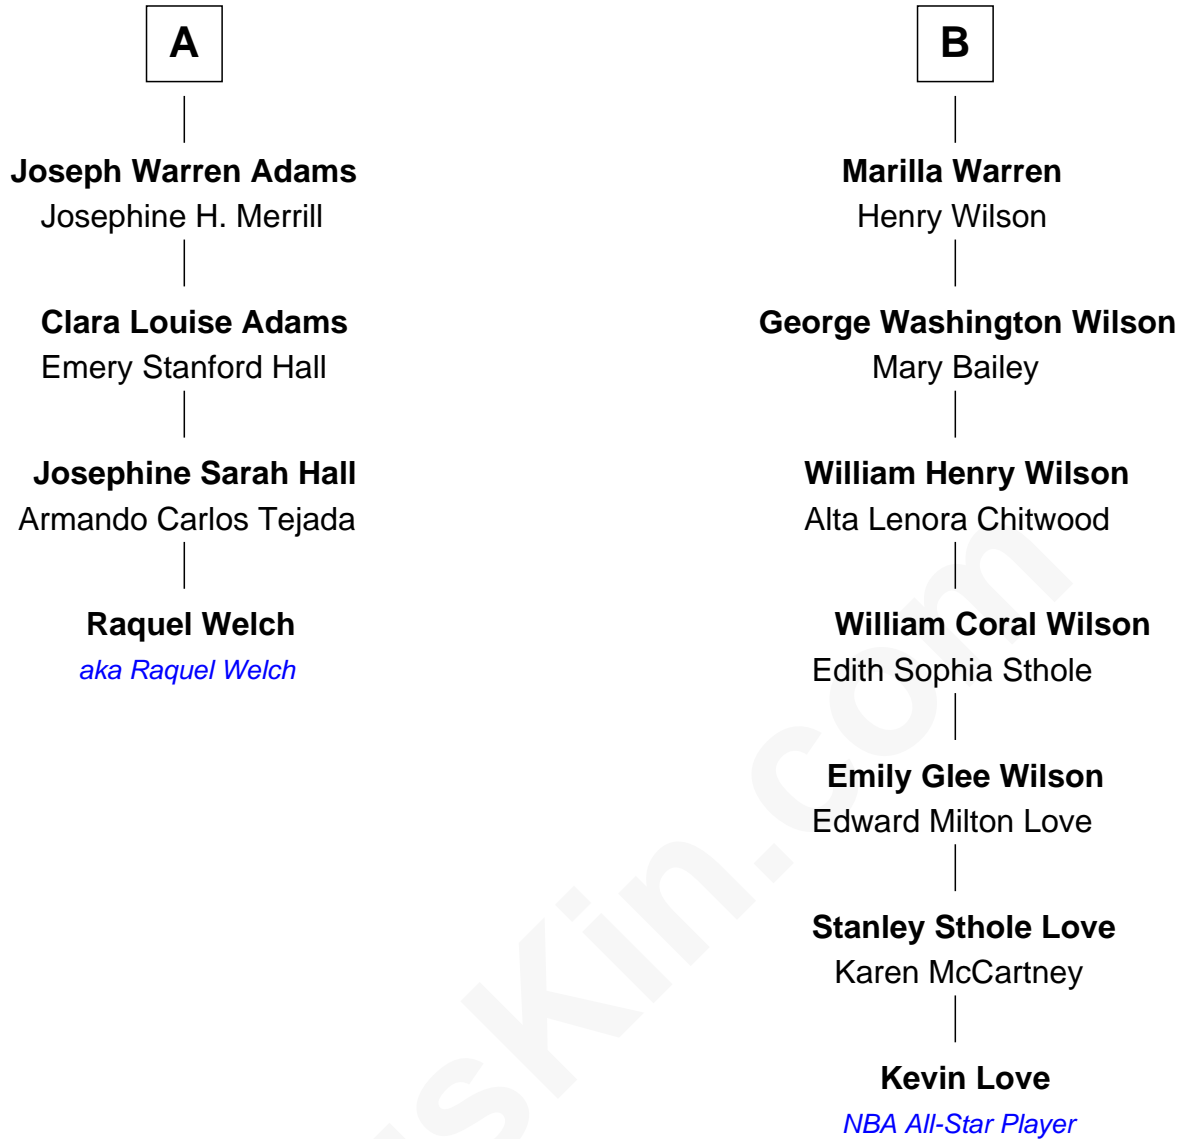 A
Joseph Warren Adams
Josephine H. Merrill
Clara Louise Adams
Emery Stanford Hall
Josephine Sarah Hall
Armando Carlos Tejada
Raquel Welch
aka Raquel Welch
B
Marilla Warren
Henry Wilson
George Washington Wilson
Mary Bailey
William Henry Wilson
Alta Lenora Chitwood
William Coral Wilson
Edith Sophia Sthole
Emily Glee Wilson
Edward Milton Love
Stanley Sthole Love
Karen McCartney
Kevin Love
NBA All-Star Player